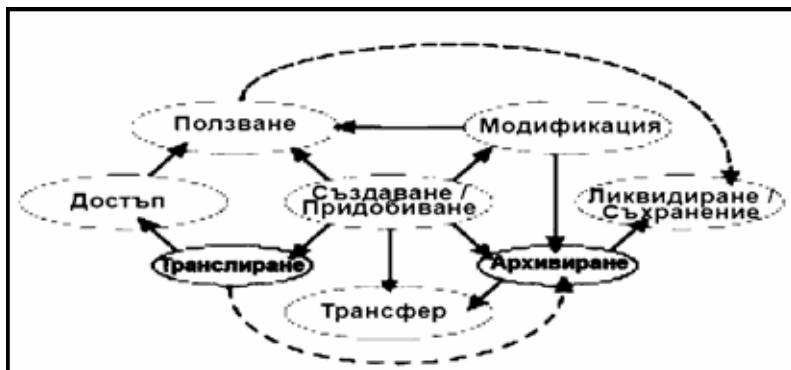 Ползване
Модификация
Достъп
Създаване /
Придобиване
Ликвидиране /
Съхранение
Транслиране
Архивиране
Трансфер